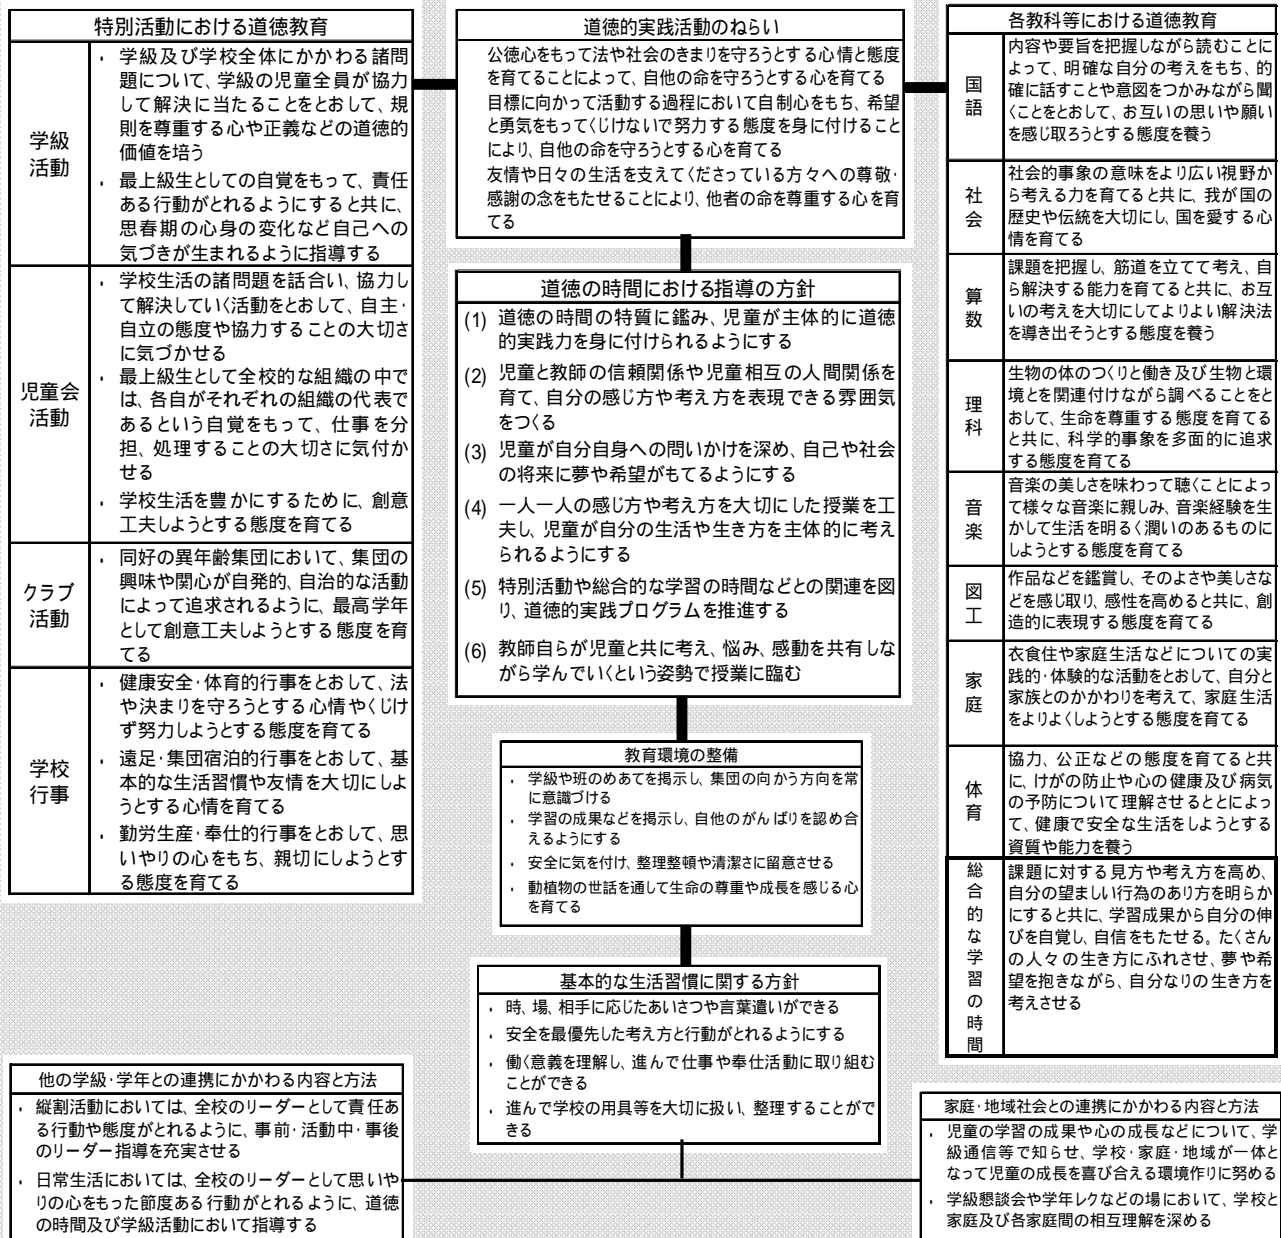 特別活動における道徳教育
学級
活動
・ 学級及び学校全体にかかわる諸問
題について、学級の児童全員が協力
して解決に当たることをとおして、規
則を尊重する心や正義などの道徳的
価値を培う
・ 最上級生としての自覚をもって、責任
ある行動がとれるようにすると共に、
思春期の心身の変化など自己への
気づきが生まれるように指導する
児童会
活動
・ 学校生活の諸問題を話合い、協力し
て解決していく活動をとおして、自主・
自立の態度や協力することの大切さ
に気づかせる
・ 最上級生として全校的な組織の中で
は、各自がそれぞれの組織の代表で
あるという自覚をもって、仕事を分
担、処理することの大切さに気付か
せる
・ 学校生活を豊かにするために、創意
工夫しようとする態度を育てる
クラブ
活動
・ 同好の異年齢集団において、集団の
興味や関心が自発的、自治的な活動
によって追求されるように、最高学年
として創意工夫しようとする態度を育
てる
学校
行事
・ 健康安全・体育的行事をとおして、法
や決まりを守ろうとする心情やくじけ
ず努力しようとする態度を育てる
・ 遠足・集団宿泊的行事をとおして、基
本的な生活習慣や友情を大切にしよ
うとする心情を育てる
・ 勤労生産・奉仕的行事をとおして、思
いやりの心をもち、親切にしようとす
る態度を育てる
道徳的実践活動のねらい
公徳心をもって法や社会のきまりを守ろうとする心情と態度
を育てることによって、自他の命を守ろうとする心を育てる
目標に向かって活動する過程において自制心をもち、希望
と勇気をもってくじけないで努力する態度を身に付けること
により、自他の命を守ろうとする心を育てる
友情や日々の生活を支えてくださっている方々への尊敬・
感謝の念をもたせることにより、他者の命を尊重する心を育
てる
道徳の時間における指導の方針
(1) 道徳の時間の特質に鑑み、児童が主体的に道徳
的実践力を身に付けられるようにする
(2) 児童と教師の信頼関係や児童相互の人間関係を
育て、自分の感じ方や考え方を表現できる雰囲気
をつくる
(3) 児童が自分自身への問いかけを深め、自己や社会
の将来に夢や希望がもてるようにする
(4) 一人一人の感じ方や考え方を大切にした授業を工
夫し、児童が自分の生活や生き方を主体的に考え
られるようにする
(5) 特別活動や総合的な学習の時間などとの関連を図
り、道徳的実践プログラムを推進する
(6) 教師自らが児童と共に考え、悩み、感動を共有しな
がら学んでいくという姿勢で授業に臨む
教育環境の整備
・ 学級や班のめあてを掲示し、集団の向かう方向を常
に意識づける
・ 学習の成果などを掲示し、自他のがんばりを認め合
えるようにする
・ 安全に気を付け、整理整頓や清潔さに留意させる
・ 動植物の世話を通して生命の尊重や成長を感じる心
を育てる
基本的な生活習慣に関する方針
・ 時、場、相手に応じたあいさつや言葉遣いができる
・ 安全を最優先した考え方と行動がとれるようにする
・ 働く意義を理解し、進んで仕事や奉仕活動に取り組む
ことができる
・ 進んで学校の用具等を大切に扱い、整理することがで
きる
各教科等における道徳教育
国
語
内容や要旨を把握しながら読むことに
よって、明確な自分の考えをもち、的
確に話すことや意図をつかみながら聞
くことをとおして、お互いの思いや願い
を感じ取ろうとする態度を養う
社
会
社会的事象の意味をより広い視野か
ら考える力を育てると共に、我が国の
歴史や伝統を大切にし、国を愛する心
情を育てる
算
数
課題を把握し、筋道を立てて考え、自
ら解決する能力を育てると共に、お互
いの考えを大切にしてよりよい解決法
を導き出そうとする態度を養う
理
科
生物の体のつくりと働き及び生物と環
境とを関連付けながら調べることをと
おして、生命を尊重する態度を育てる
と共に、科学的事象を多面的に追求
する態度を育てる
音
楽
音楽の美しさを味わって聴くことによっ
て様々な音楽に親しみ、音楽経験を生
かして生活を明るく潤いのあるものに
しようとする態度を育てる
図
工
作品などを鑑賞し、そのよさや美しさな
どを感じ取り、感性を高めると共に、創
造的に表現する態度を育てる
家
庭
衣食住や家庭生活などについての実
践的・体験的な活動をとおして、自分と
家族とのかかわりを考えて、家庭生活
をよりよくしようとする態度を育てる
体
育
協力、公正などの態度を育てると共
に、けがの防止や心の健康及び病気
の予防について理解させるととによっ
て、健康で安全な生活をしようとする
資質や能力を養う
総
合
的
な
学
習
の
時
間
課題に対する見方や考え方を高め、
自分の望ましい行為のあり方を明らか
にすると共に、学習成果から自分の伸
びを自覚し、自信をもたせる。たくさん
の人々の生き方にふれさせ、夢や希
望を抱きながら、自分なりの生き方を
考えさせる
他の学級・学年との連携にかかわる内容と方法
・ 縦割活動においては、全校のリーダーとして責任あ
る行動や態度がとれるように、事前・活動中・事後
のリーダー指導を充実させる
・ 日常生活においては、全校のリーダーとして思いや
りの心をもった節度ある行動がとれるように、道徳
の時間及び学級活動において指導する
家庭・地域社会との連携にかかわる内容と方法
・ 児童の学習の成果や心の成長などについて、学
級通信等で知らせ、学校・家庭・地域が一体と
なって児童の成長を喜び合える環境作りに努める
・ 学級懇談会や学年レクなどの場において、学校と
家庭及び各家庭間の相互理解を深める